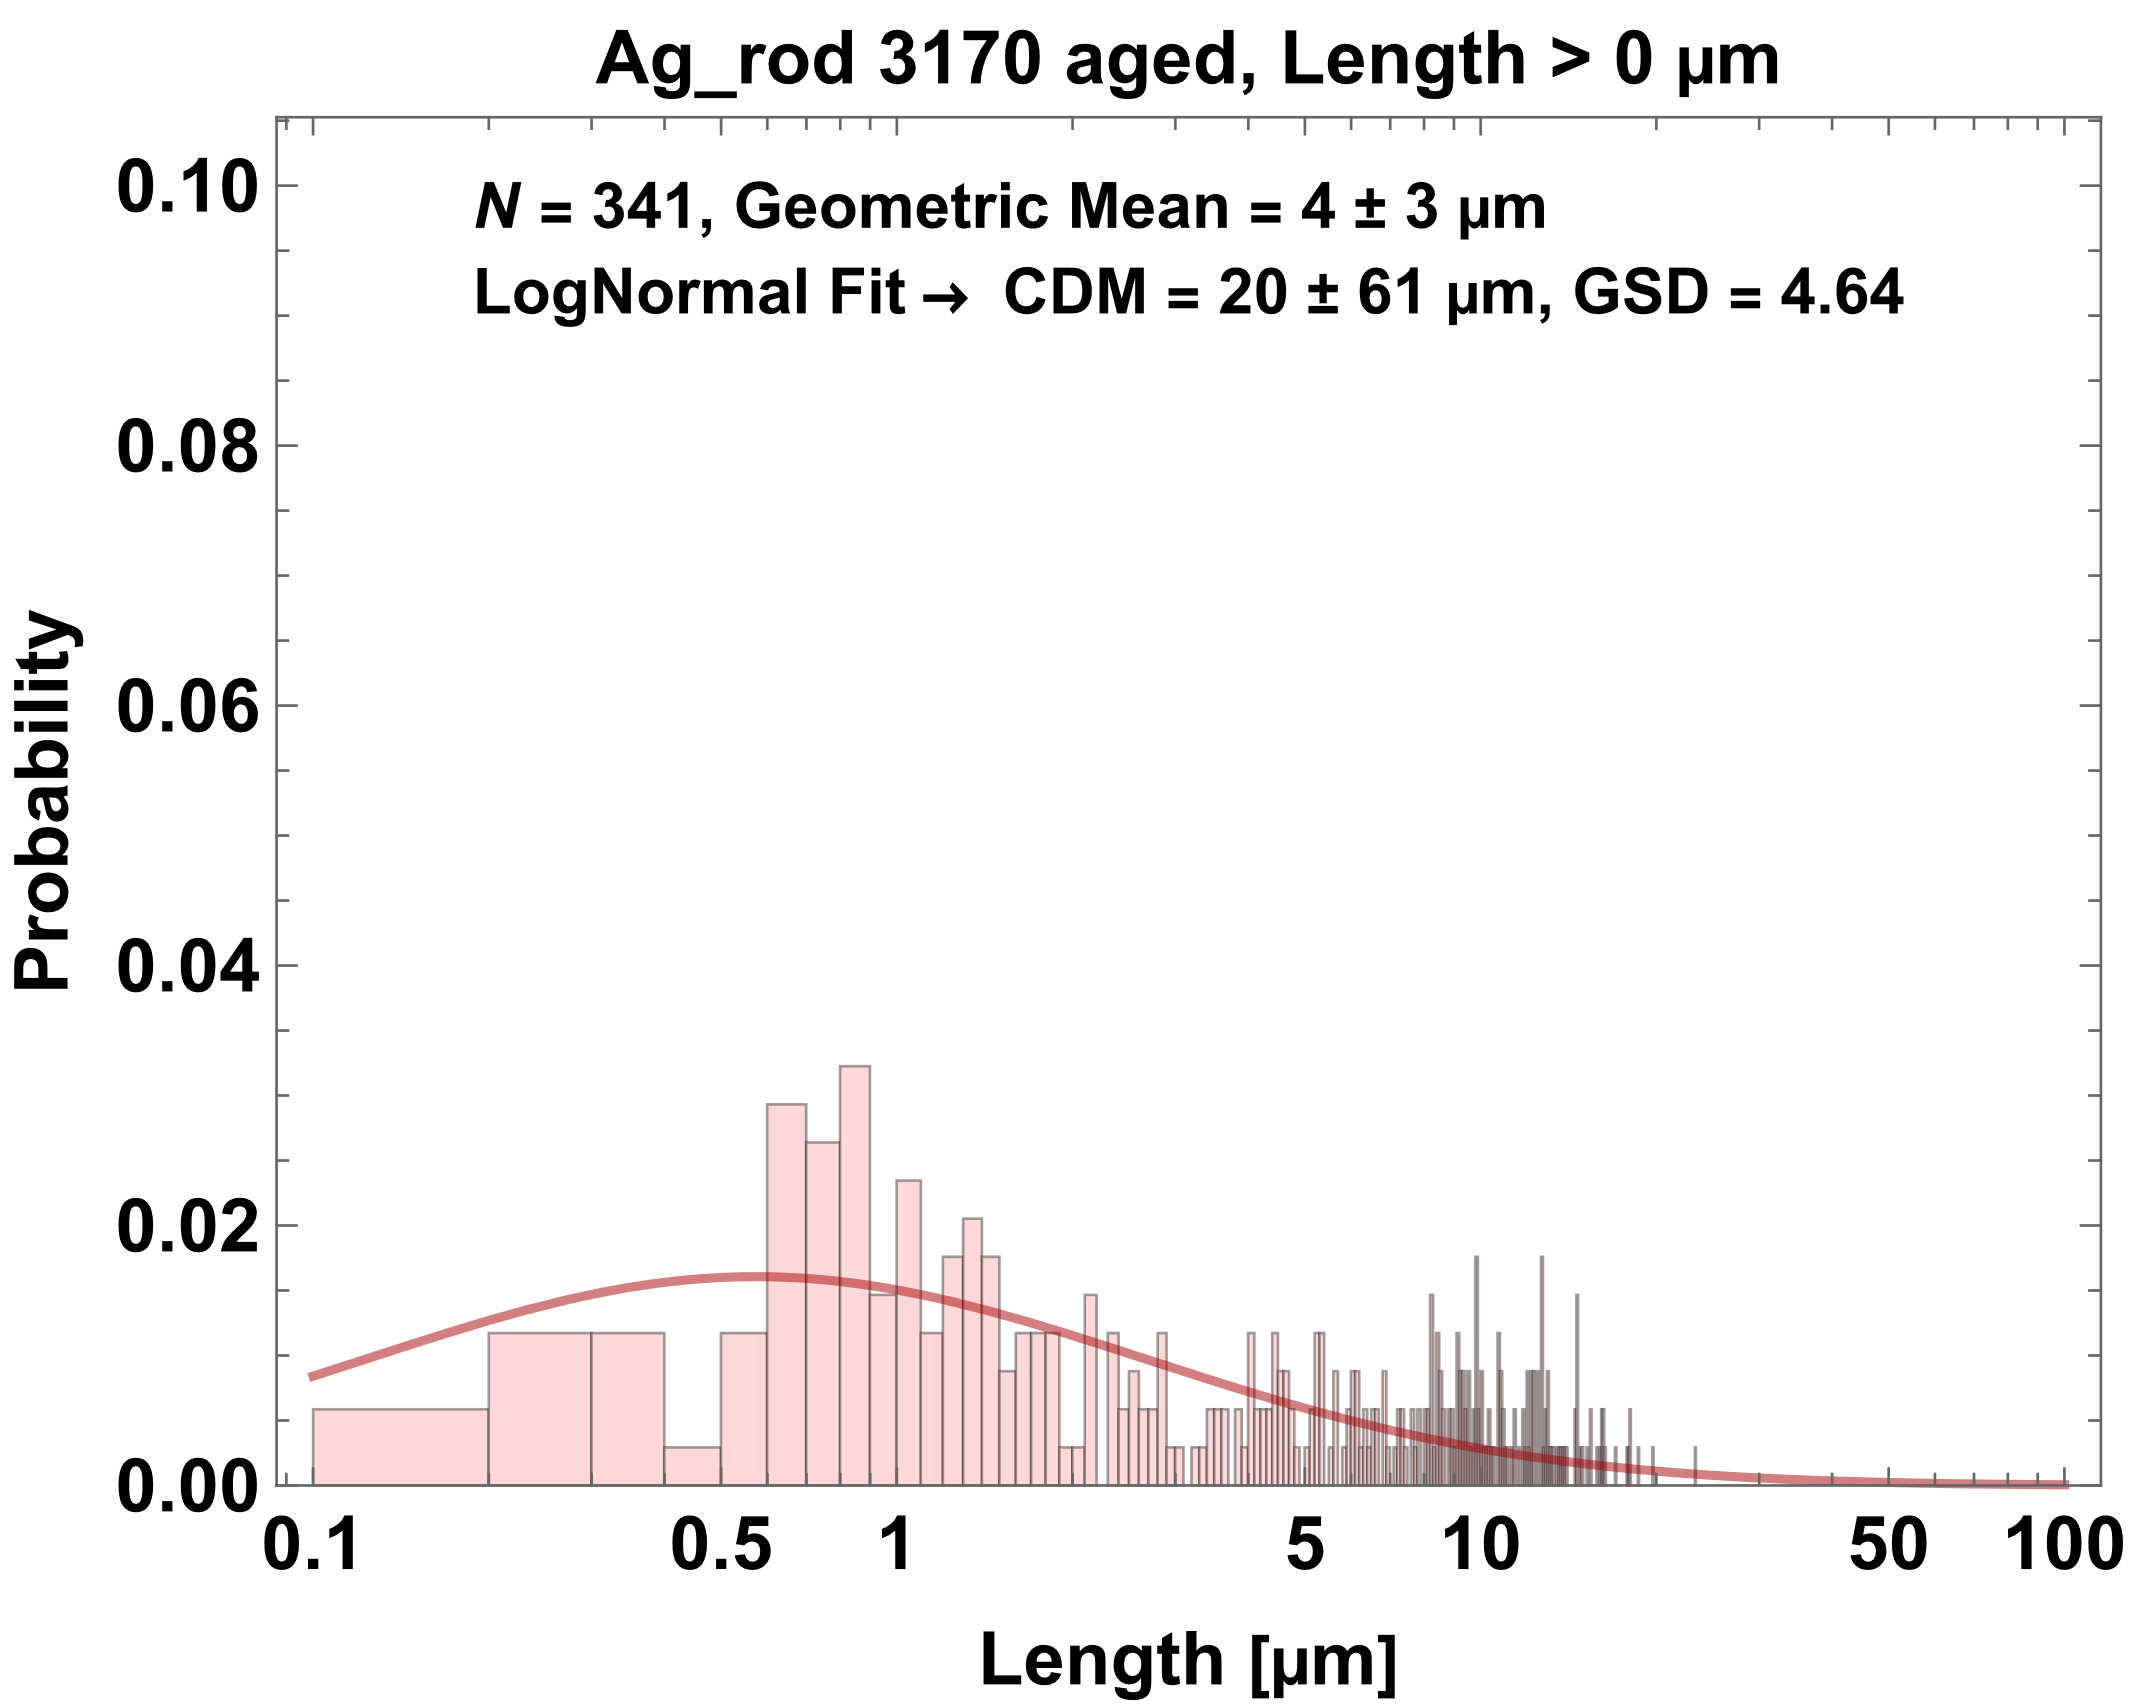 Ag_rod 3170 aged, Length > 0 µm
N = 341, Geometric Mean = 4 ± 3 µm
LogNormal Fit → CDM = 20 ± 61 µm, GSD = 4.64
0.10
0.08
0.06
0.04
0.02
0.00
Probability
0.1 0.5 1 5 10 50 100
Length [µm]